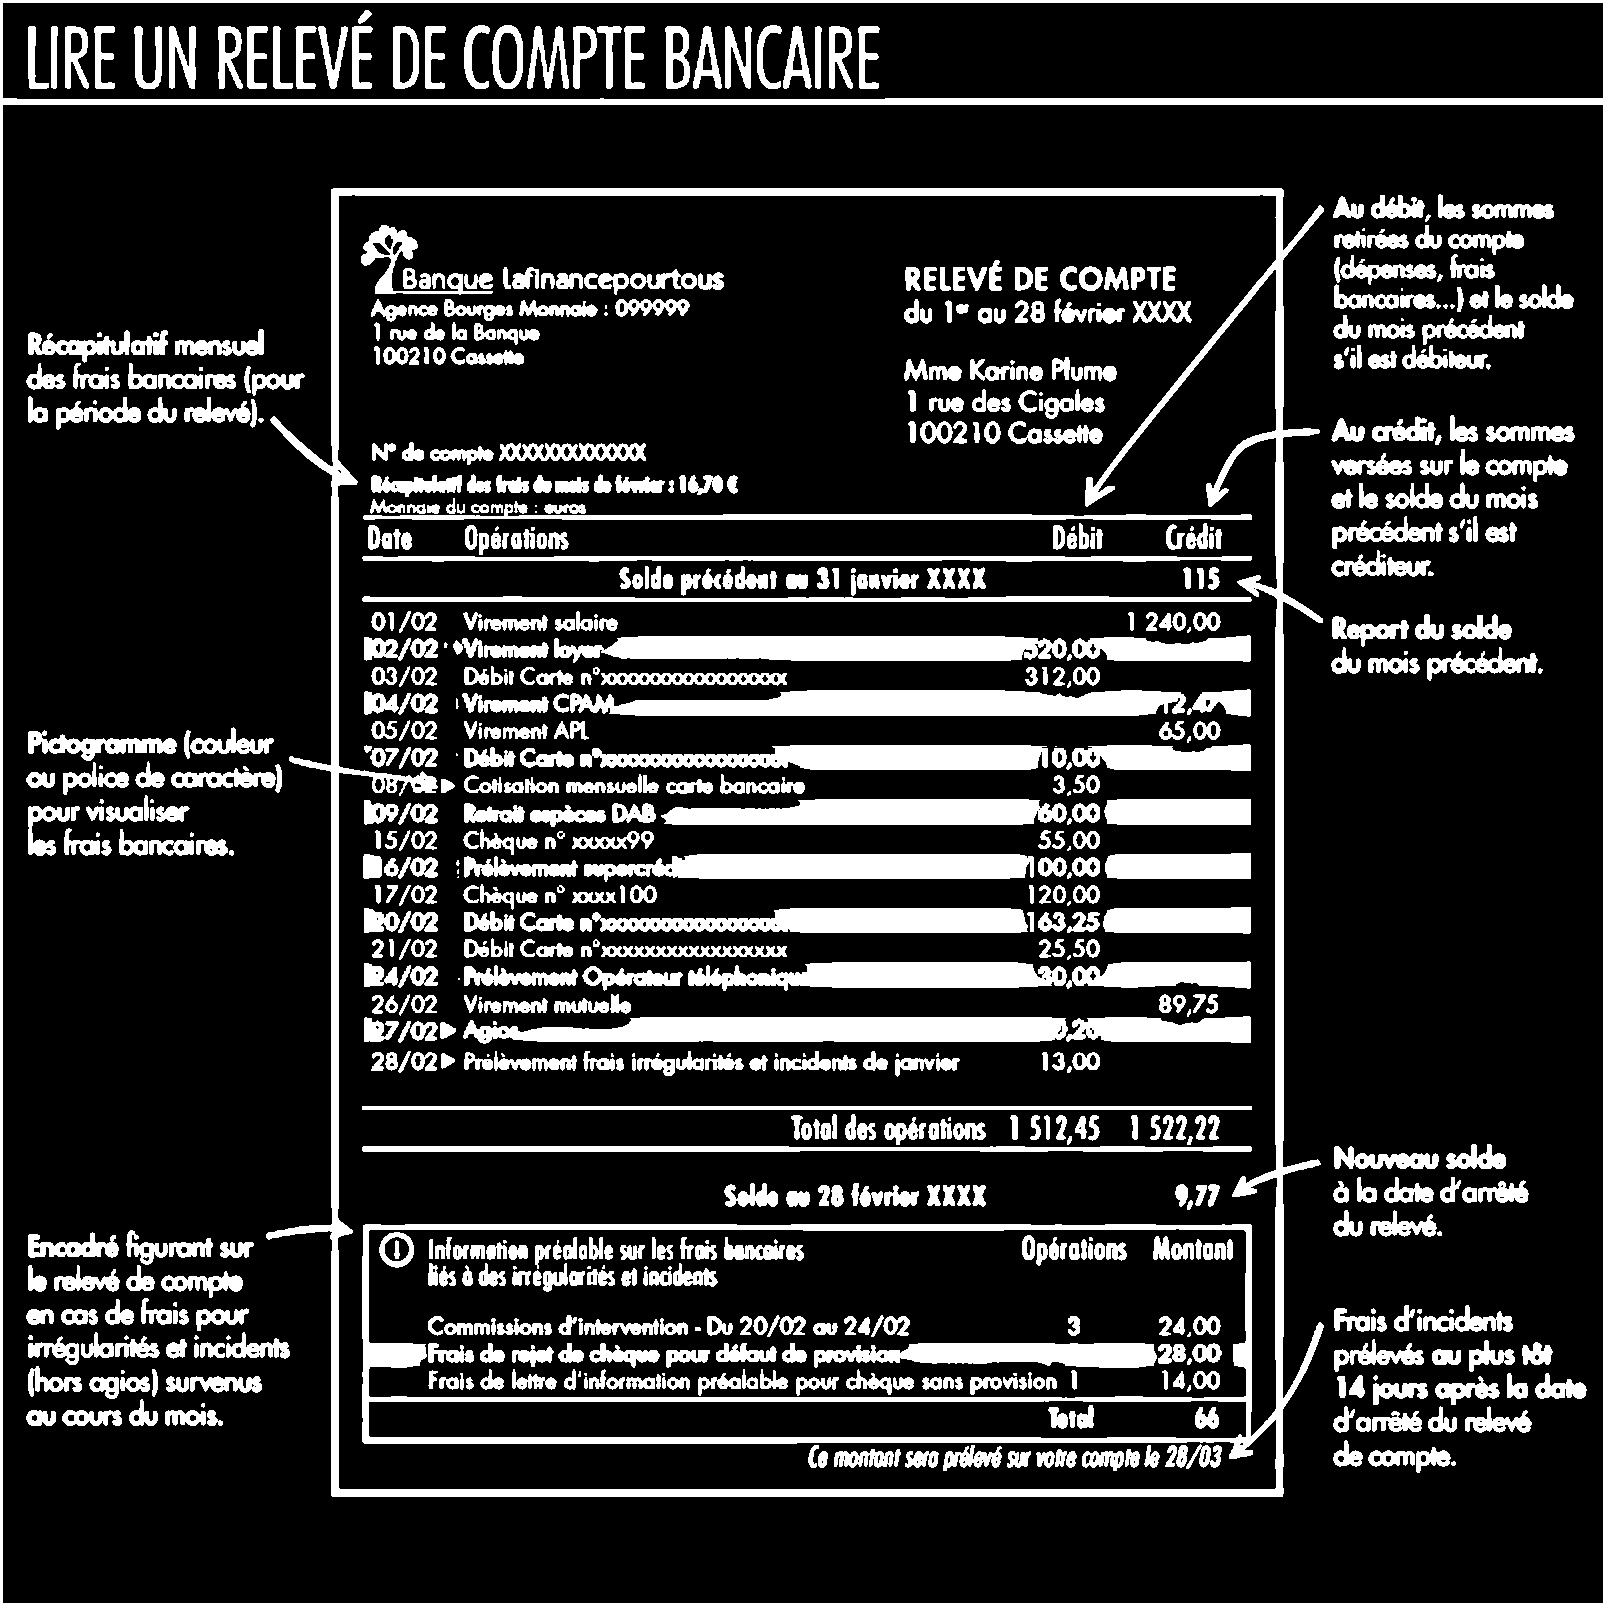 LIRE UN RELEVÉ DE COMPTE BANCAIRE
Banque Lafinancepourtous
Agence Bourges Monnaie : 099999
1 rue de la Banque
100210 Cassette
RELEVÉ DE COMPTE
du 1er au 28 février XXXX
Mme Karine Plume
1 rue des Cigales
100210 Cassette
N° de compte XXXXXXXXXXXXX
Récapitulatif des frais du mois de février : 16,70 €
Monnaie du compte : euros
Date Opérations Débit Crédit
Solde précédent au 31 janvier XXXX 115
01/02 Virement salaire 1 240,00
02/02 Virement loyer 520,00
03/02 Débit Carte n°xxxxxxxxxxxxxxxxx 312,00
04/02 Virement CPAM 12,47
05/02 Virement APL 65,00
07/02 Débit Carte n°xxxxxxxxxxxxxxxxx 10,00
08/02 Cotisation mensuelle carte bancaire 3,50
09/02 Retrait espèces DAB 60,00
15/02 Chèque n° xxxxx99 55,00
16/02 Prélèvement supercrédit 100,00
17/02 Chèque n° xxxx100 120,00
20/02 Débit Carte n°xxxxxxxxxxxxxxxxx 163,25
21/02 Débit Carte n°xxxxxxxxxxxxxxxxx 25,50
24/02 Prélèvement Opérateur téléphonique 30,00
26/02 Virement mutuelle 89,75
27/02 Agios 0,20
28/02 Prélèvement frais irrégularités et incidents de janvier 13,00
Total des opérations 1 512,45 1 522,22
Solde au 28 février XXXX 9,77
Information préalable sur les frais bancaires Opérations Montant
liés à des irrégularités et incidents
Commissions d'intervention - Du 20/02 au 24/02 3 24,00
Frais de rejet de chèque pour défaut de provision 28,00
Frais de lettre d'information préalable pour chèque sans provision 1 14,00
Total 66
Ce montant sera prélevé sur votre compte le 28/03
Récapitulatif mensuel
des frais bancaires (pour
la période du relevé).
Pictogramme (couleur
ou police de caractère)
pour visualiser
les frais bancaires.
Encadré figurant sur
le relevé de compte
en cas de frais pour
irrégularités et incidents
(hors agios) survenus
au cours du mois.
Au débit, les sommes
retirées du compte
(dépenses, frais
bancaires...) et le solde
du mois précédent
s'il est débiteur.
Au crédit, les sommes
versées sur le compte
et le solde du mois
précédent s'il est
créditeur.
Report du solde
du mois précédent.
Nouveau solde
à la date d'arrêté
du relevé.
Frais d'incidents
prélevés au plus tôt
14 jours après la date
d'arrêté du relevé
de compte.